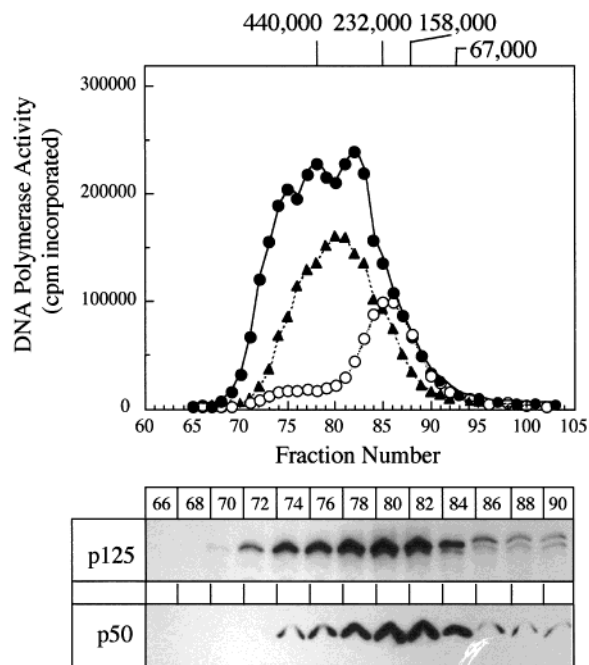 440,000 232,000 158,000
67,000
300000
200000
100000
0
DNA Polymerase Activity
(cpm incorporated)
60 65 70 75 80 85 90 95 100 105
Fraction Number
66 68 70 72 74 76 78 80 82 84 86 88 90
p125
p50